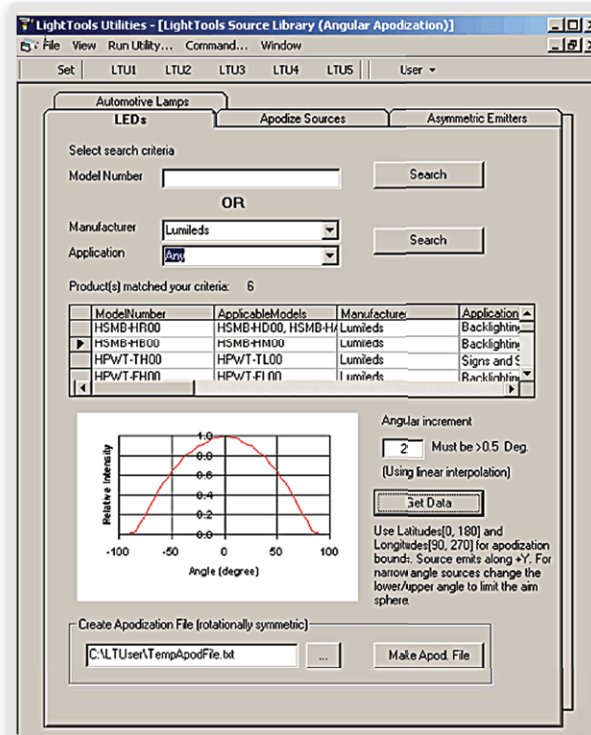 LightTools Utilities - [LightTools Source Library (Angular Apodization)]
File View Run Utility... Command... Window
Set LTU1 LTU2 LTU3 LTU4 LTU5 User
Automotive Lamps
LEDs Apodize Sources Asymmetric Emitters
Select search criteria
Model Number Search
OR
Manufacturer Lumileds
Search
Application Any
Product(s) matched your criteria: 6
ModelNumber ApplicableModels Manufacturer Application
HSMB-HR00 HSMB-HD00, HSMB-HA Lumileds Backlighting
HSMB-HB00 HSMB-HM00 Lumileds Backlighting
HPWT-TH00 HPWT-TL00 Lumileds Signs and S
HPWT-FH00 HPWT-FL00 Lumileds Backlighting
Angular increment
2 Must be >0.5 Deg.
(Using linear interpolation)
Get Data
Relative Intensity
1.0
0.8
0.6
0.4
0.2
0.0
-100 -50 0 50 100
Angle (degree)
Use Latitudes[0, 180] and
Longitudes[90, 270] for apodization
bounds. Source emits along +Y. For
narrow angle sources change the
lower/upper angle to limit the aim
sphere.
Create Apodization File (rotationally symmetric)
C:\LTUser\TempApodFile.txt ... Make Apod. File